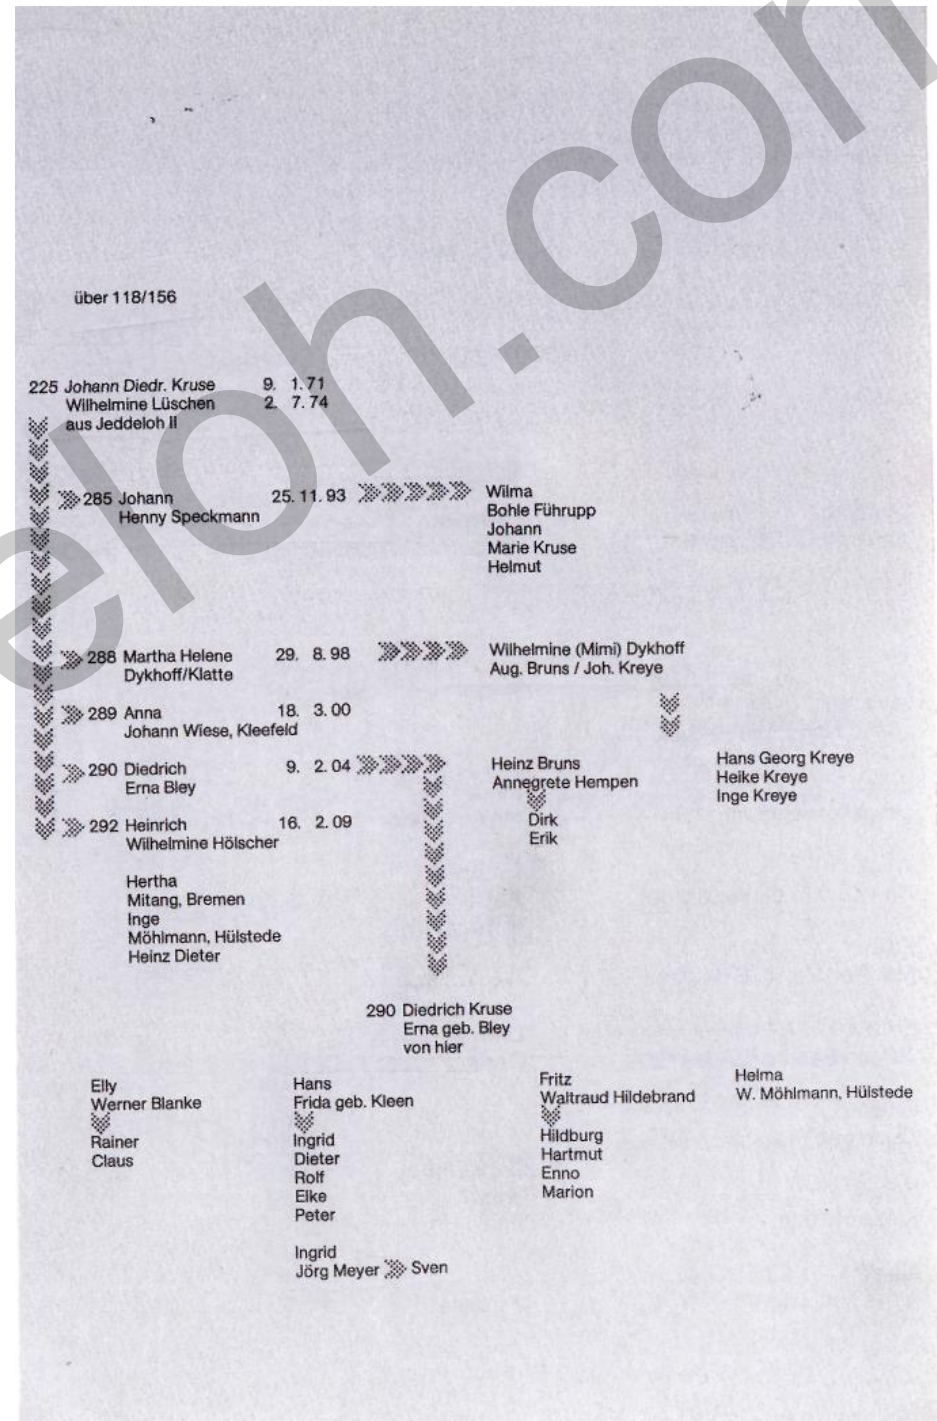 über 118/156
225 Johann Diedr. Kruse 9. 1.71
Wilhelmine Lüschen 2. 7.74
aus Jeddeloh II
285 Johann 25.11.93
Henny Speckmann
Wilma
Bohle Führupp
Johann
Marie Kruse
Helmut
288 Martha Helene 29. 8.98
Dykhoff/Klatte
Wilhelmine (Mimi) Dykhoff
Aug. Bruns / Joh. Kreye
289 Anna 18. 3.00
Johann Wiese, Kleefeld
290 Diedrich 9. 2.04
Erna Bley
Heinz Bruns
Annegrete Hempen
Dirk
Erik
Hans Georg Kreye
Heike Kreye
Inge Kreye
292 Heinrich 16. 2.09
Wilhelmine Hölscher
Hertha
Mitang, Bremen
Inge
Möhlmann, Hülstede
Heinz Dieter
290 Diedrich Kruse
Erna geb. Bley
von hier
Elly
Werner Blanke
Rainer
Claus
Hans
Frida geb. Kleen
Ingrid
Dieter
Rolf
Elke
Peter
Ingrid
Jörg Meyer Sven
Fritz
Waltraud Hildebrand
Hildburg
Hartmut
Enno
Marion
Helma
W. Möhlmann, Hülstede
eloh.com